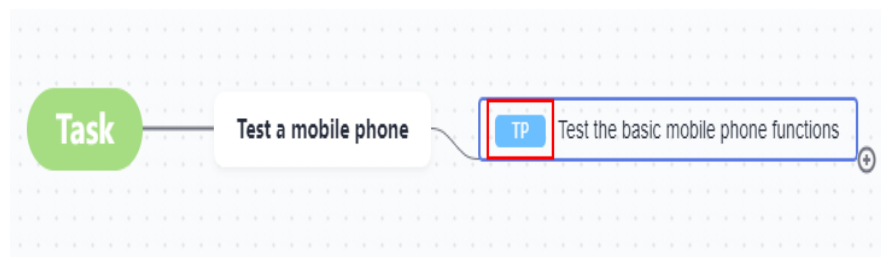 Task
Test a mobile phone
TP
Test the basic mobile phone functions